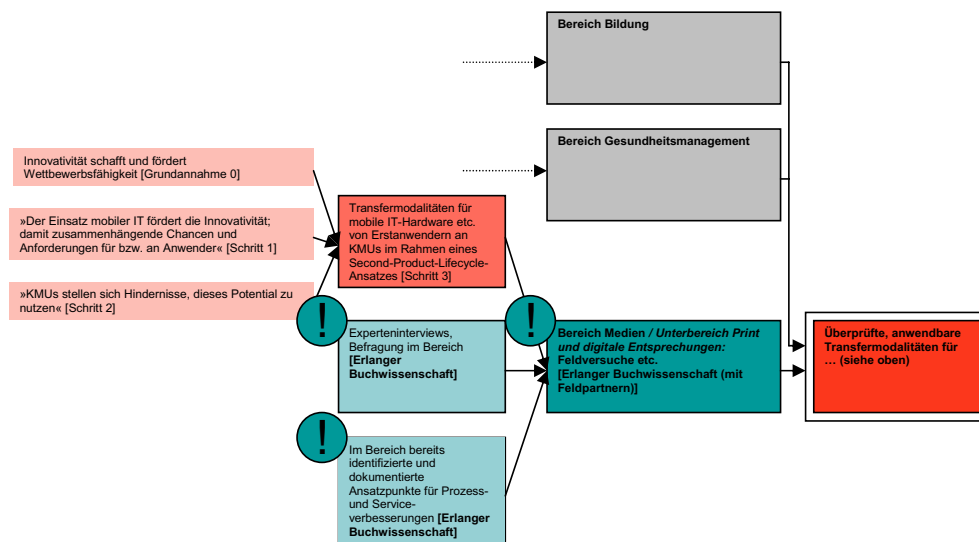 Bereich Bildung
Bereich Gesundheitsmanagement
Innovativität schafft und fördert
Wettbewerbsfähigkeit [Grundannahme 0]
»Der Einsatz mobiler IT fördert die Innovativität;
damit zusammenhängende Chancen und
Anforderungen für bzw. an Anwender« [Schritt 1]
»KMUs stellen sich Hindernisse, dieses Potential zu
nutzen« [Schritt 2]
Transfermodalitäten für
mobile IT-Hardware etc.
von Erstanwendern an
KMUs im Rahmen eines
Second-Product-Lifecycle-
Ansatzes [Schritt 3]
!
Experteninterviews,
Befragung im Bereich
[Erlanger
Buchwissenschaft]
!
Bereich Medien / Unterbereich Print
und digitale Entsprechungen:
Feldversuche etc.
[Erlanger Buchwissenschaft (mit
Feldpartnern)]
Überprüfte, anwendbare
Transfermodalitäten für
... (siehe oben)
!
Im Bereich bereits
identifizierte und
dokumentierte
Ansatzpunkte für Prozess-
und Service-
verbesserungen [Erlanger
Buchwissenschaft]